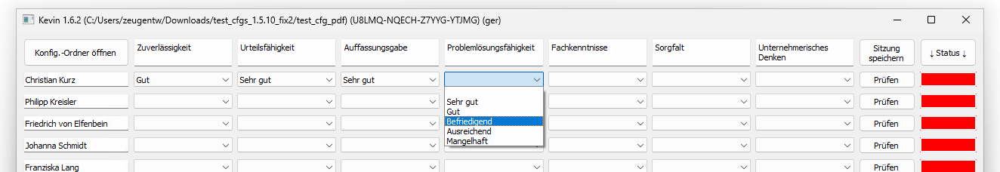 Kevin 1.6.2 (C:/Users/zeugentw/Downloads/test_cfgs_1.5.10_fix2/test_cfg_pdf) (U8LMQ-NQECH-Z7YYG-YTJMG) (ger)
Konfig.-Ordner öffnen
Zuverlässigkeit
Urteilsfähigkeit
Auffassungsgabe
Problemlösungsfähigkeit
Fachkenntnisse
Sorgfalt
Unternehmerisches
Denken
Sitzung
speichern
↓ Status ↓
Christian Kurz
Gut
Sehr gut
Sehr gut
Prüfen
Philipp Kreisler
Sehr gut
Prüfen
Gut
Friedrich von Elfenbein
Befriedigend
Prüfen
Ausreichend
Johanna Schmidt
Mangelhaft
Prüfen
Franziska Lang
Prüfen